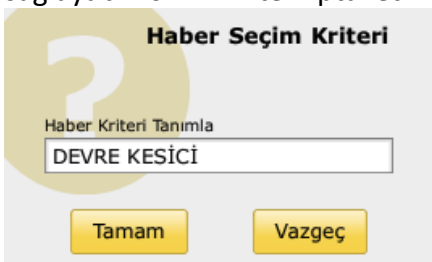 Haber Seçim Kriteri
Haber Kriteri Tanımla
DEVRE KESİCİ
Tamam Vazgeç